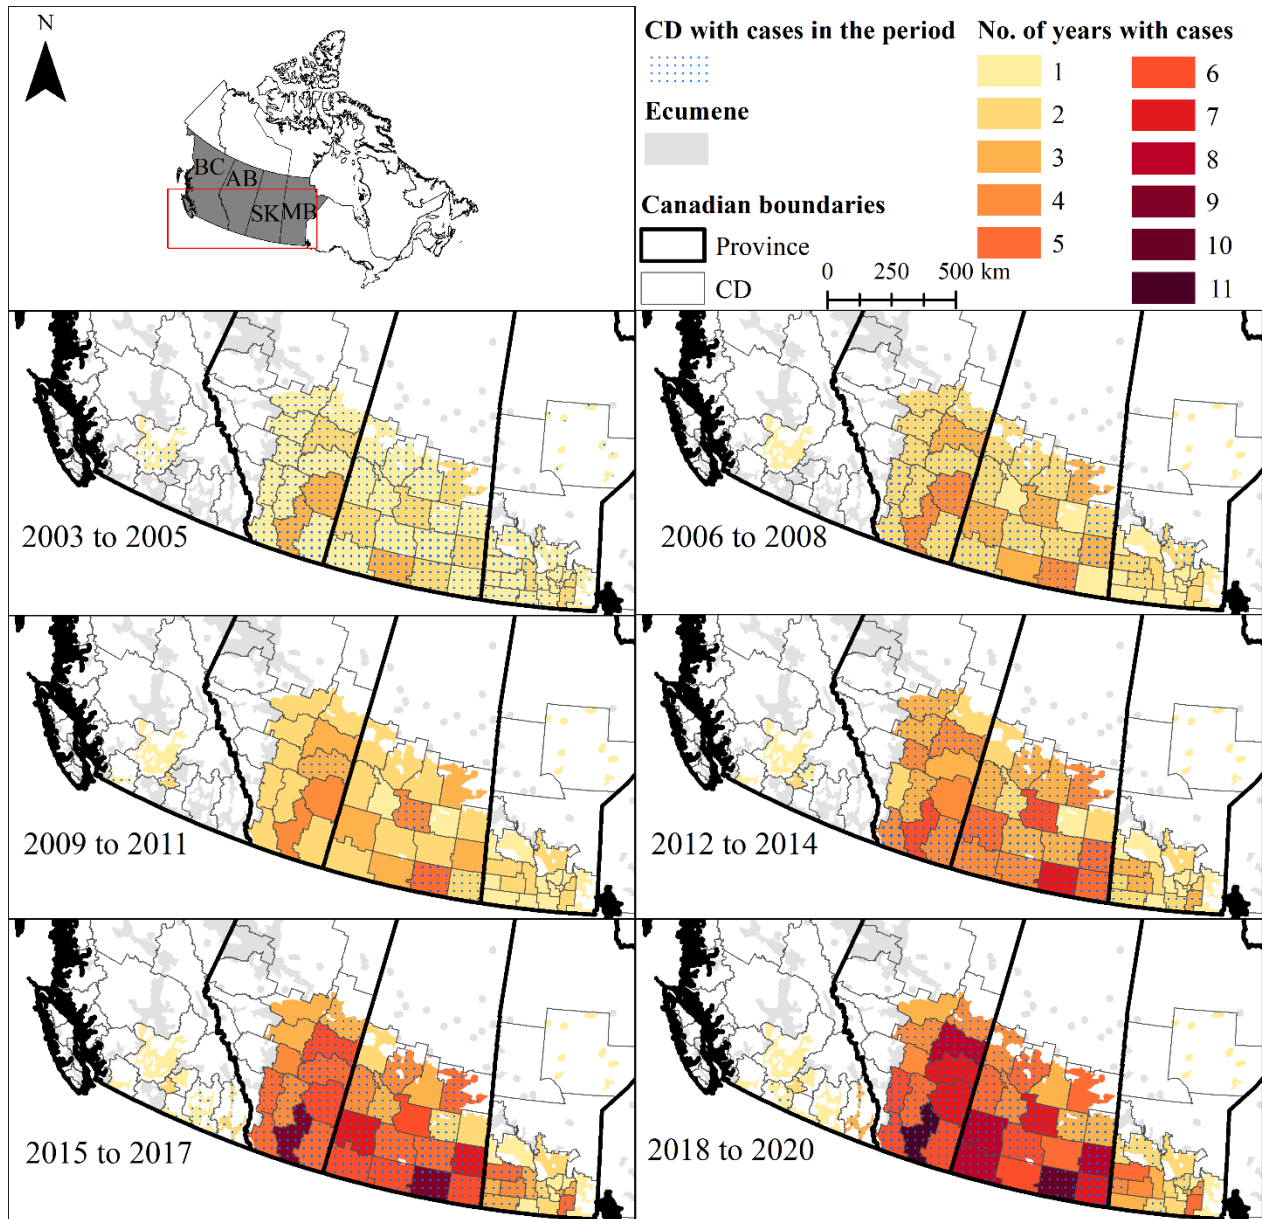 N
BC
AB
SK
MB
CD with cases in the period
Ecumene
Canadian boundaries
Province
CD
No. of years with cases
1
2
3
4
5
6
7
8
9
10
11
0 250 500 km
2003 to 2005
2006 to 2008
2009 to 2011
2012 to 2014
2015 to 2017
2018 to 2020